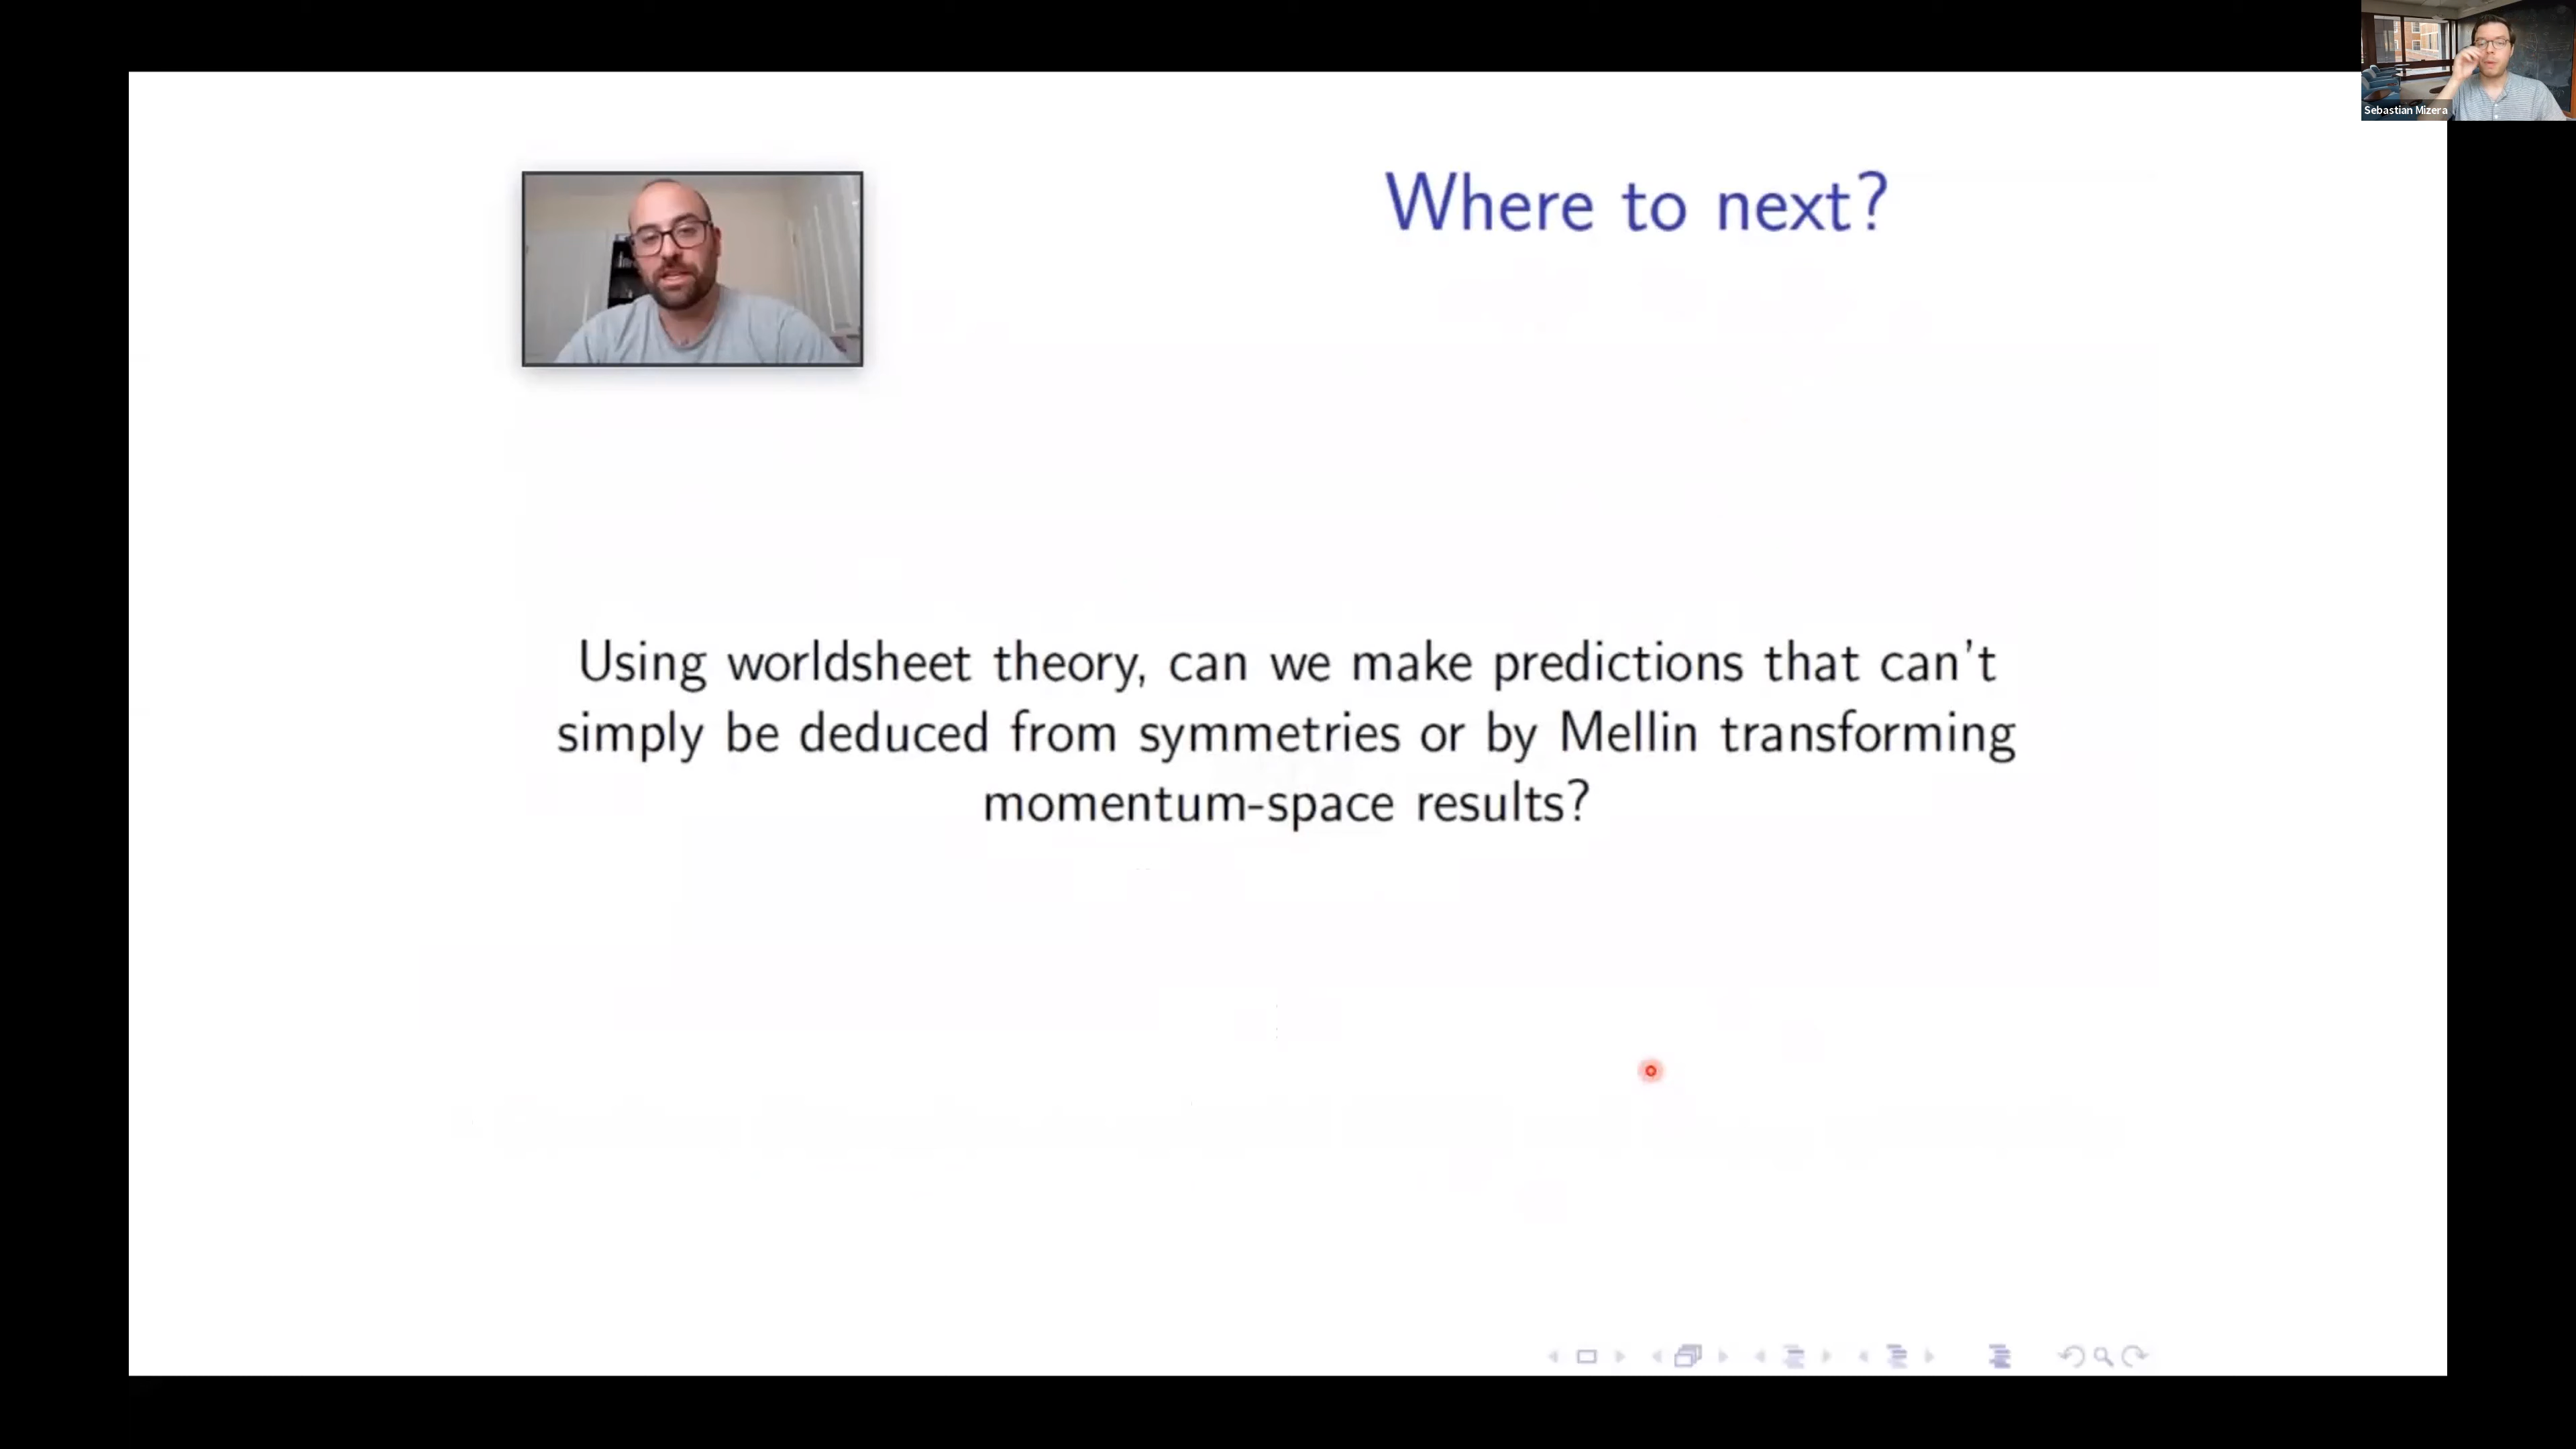 Sebastian Mizera
Where to next?
Using worldsheet theory, can we make predictions that can't
simply be deduced from symmetries or by Mellin transforming
momentum-space results?